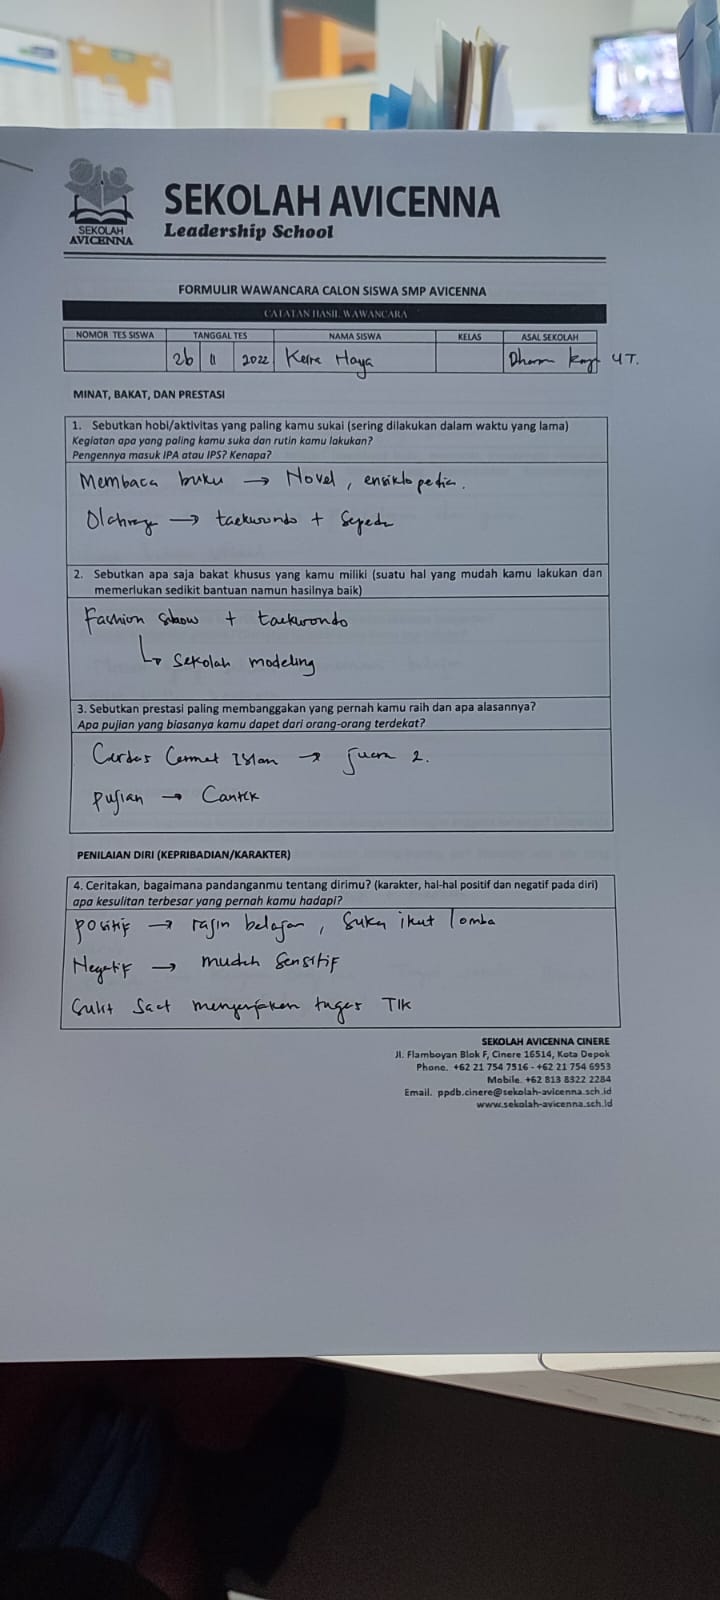 SEKOLAH AVICENNA
Leadership School
SEKOLAH
AVICENNA
FORMULIR WAWANCARA CALON SISWA SMP AVICENNA
CATATAN HASIL WAWANCARA
NOMOR TES SISWA TANGGAL TES NAMA SISWA KELAS ASAL SEKOLAH
26 11 2022 Haya UT.
MINAT, BAKAT, DAN PRESTASI
1. Sebutkan hobi/aktivitas yang paling kamu sukai (sering dilakukan dalam waktu yang lama)
Kegiatan apa yang paling kamu suka dan rutin kamu lakukan?
Pengennya masuk IPA atau IPS? Kenapa?
Membaca buku → Novel, ensiklopedia.
Olahraga → taekwondo + Sepeda
2. Sebutkan apa saja bakat khusus yang kamu miliki (suatu hal yang mudah kamu lakukan dan
memerlukan sedikit bantuan namun hasilnya baik)
Fashion show + taekwondo
↳ sekolah modeling
3. Sebutkan prestasi paling membanggakan yang pernah kamu raih dan apa alasannya?
Apa pujian yang biasanya kamu dapet dari orang-orang terdekat?
Cerdas Cermat Islam → Juara 2.
Pujian → Cantik
PENILAIAN DIRI (KEPRIBADIAN/KARAKTER)
4. Ceritakan, bagaimana pandanganmu tentang dirimu? (karakter, hal-hal positif dan negatif pada diri)
apa kesulitan terbesar yang pernah kamu hadapi?
Positif → rajin belajar, Suka ikut lomba
Negatif → mudah Sensitif
Sulit Saat mengerjakan tugas TIK
SEKOLAH AVICENNA CINERE
Jl. Flamboyan Blok F, Cinere 16514, Kota Depok
Phone. +62 21 754 7516 - +62 21 754 6953
Mobile. +62 813 8322 2284
Email. ppdb.cinere@sekolah-avicenna.sch.id
www.sekolah-avicenna.sch.id